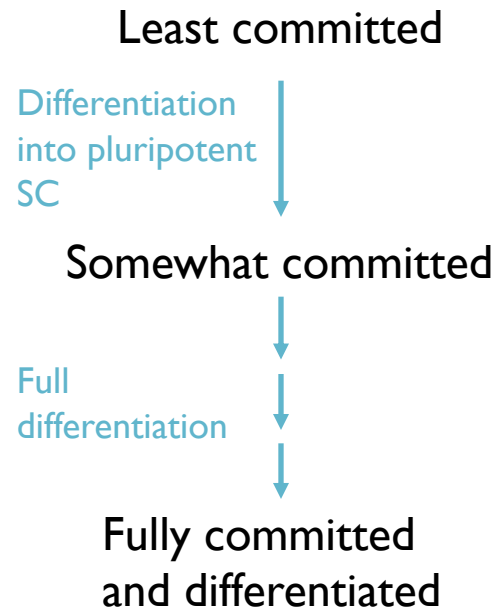 Least committed
Differentiation
into pluripotent
SC
Somewhat committed
Full
differentiation
Fully committed
and differentiated